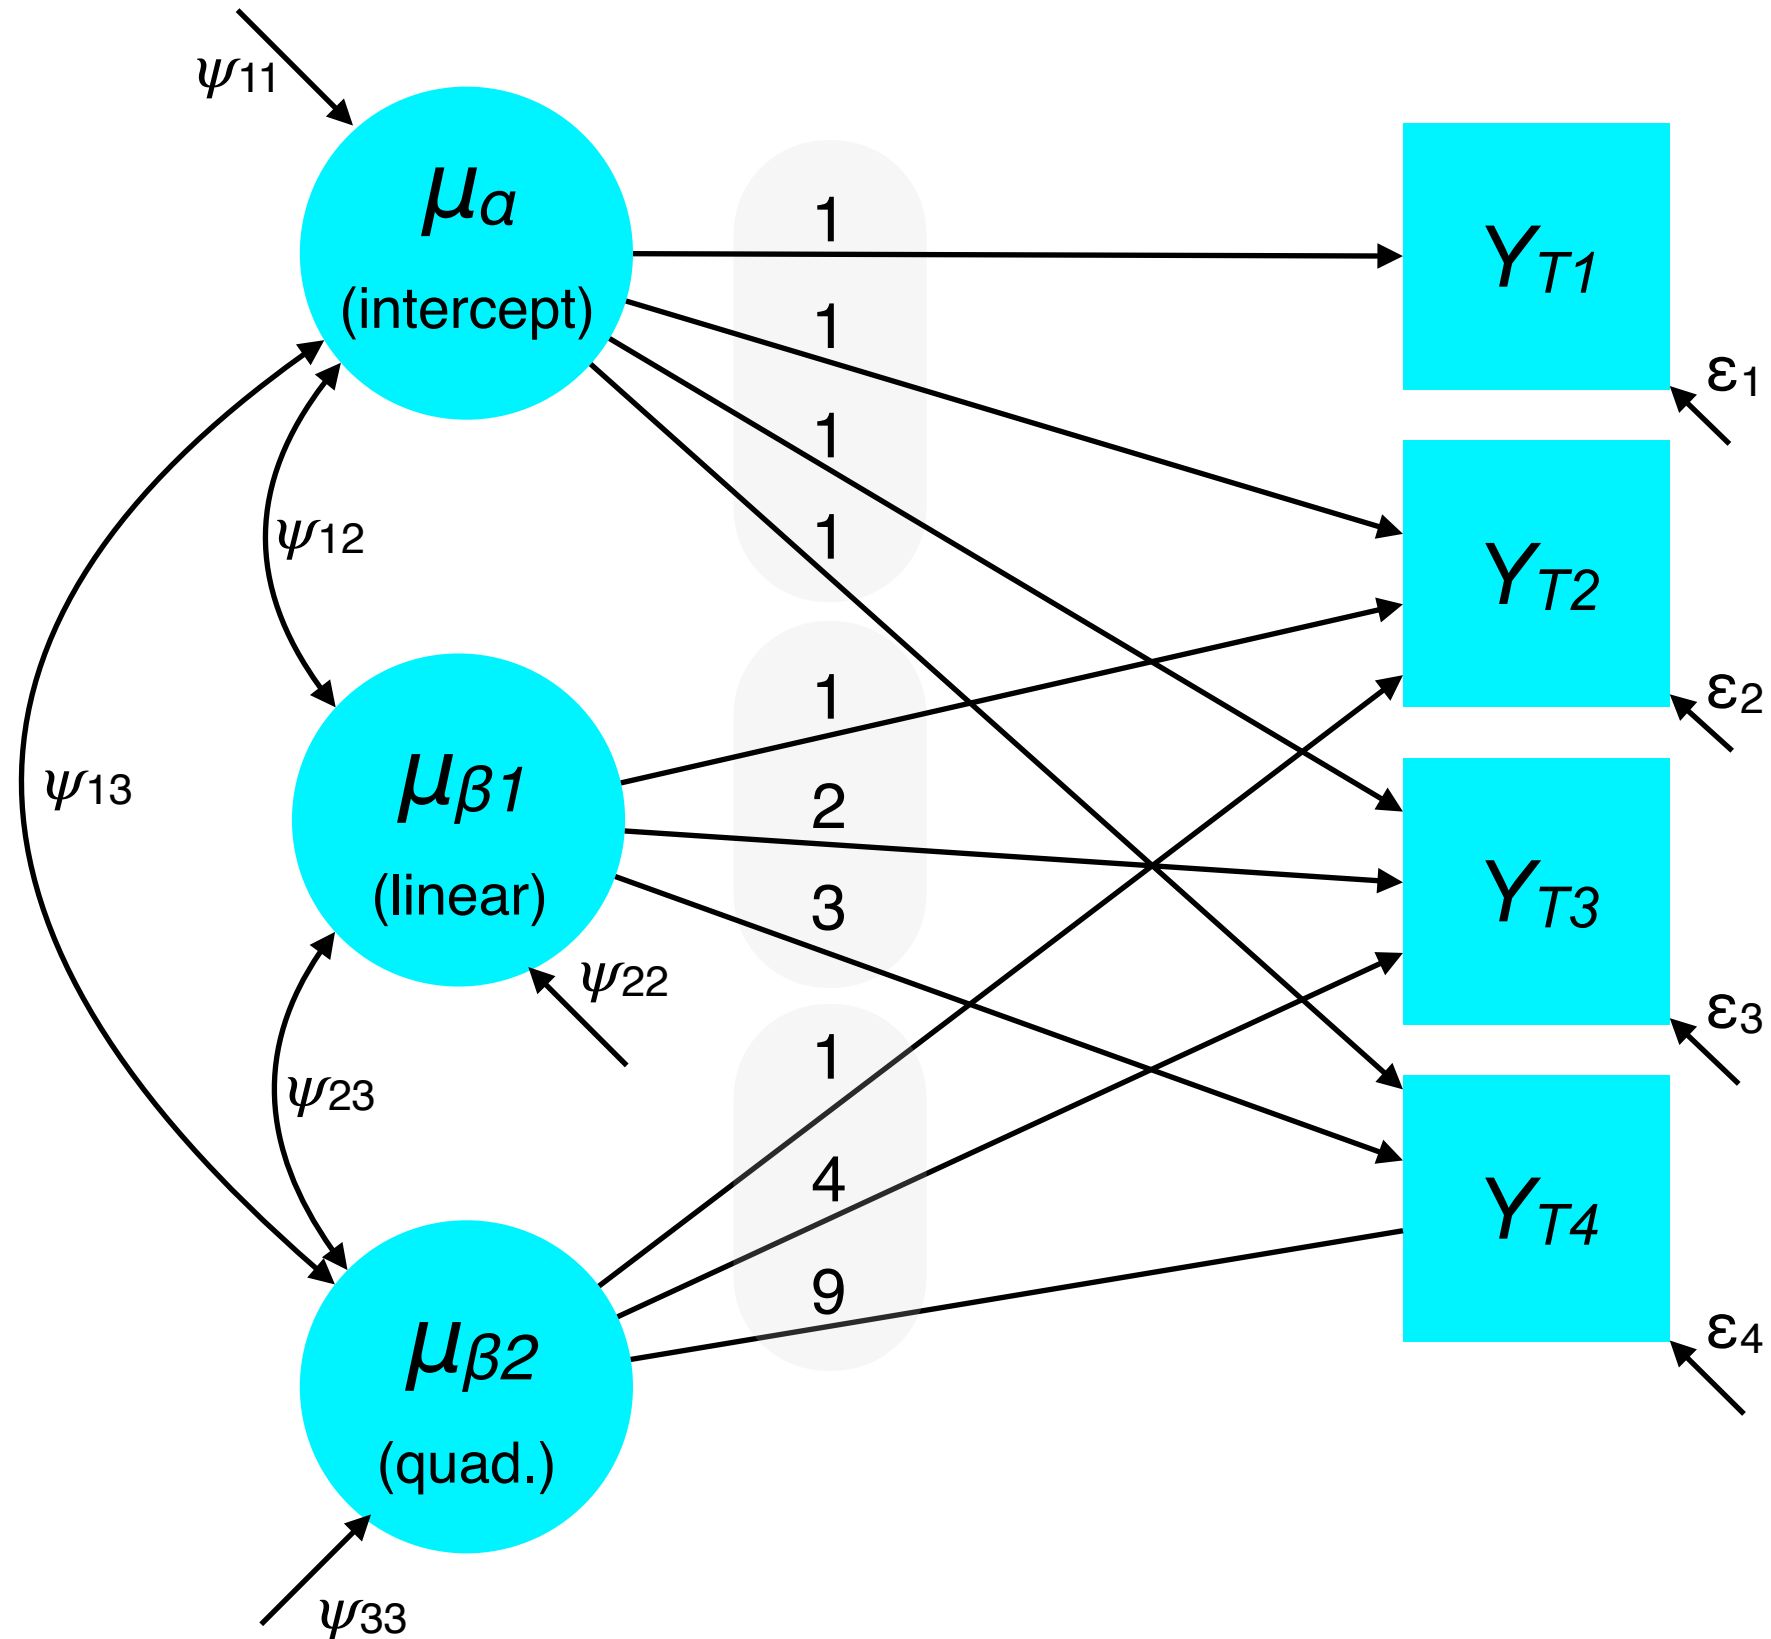 ψ11
μα
(intercept)
1
1
1
1
YT1
ε1
ψ12
YT2
ε2
μβ1
(linear)
1
2
3
ψ13
ψ22
YT3
ε3
ψ23
1
4
9
YT4
ε4
μβ2
(quad.)
ψ33